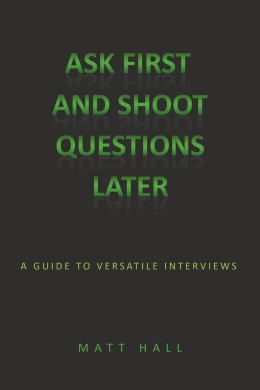 ASK FIRST
AND SHOOT
QUESTIONS
LATER
A GUIDE TO VERSATILE INTERVIEWS
MATT HALL